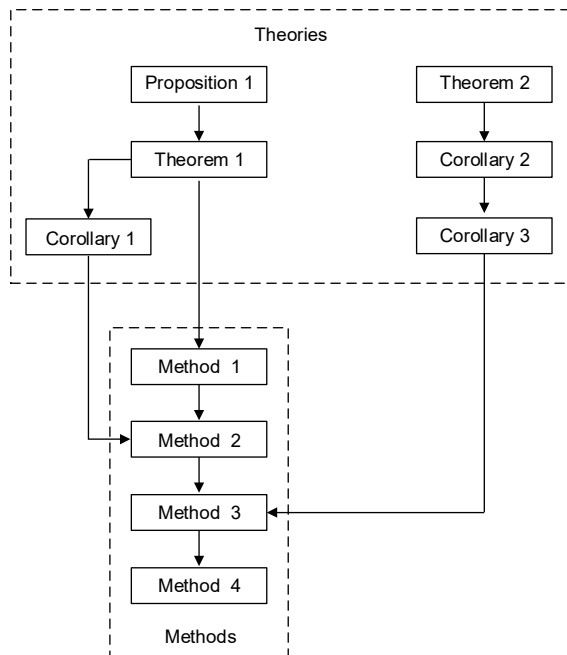 Theories
Proposition 1
Theorem 2
Theorem 1
Corollary 2
Corollary 1
Corollary 3
Method 1
Method 2
Method 3
Method 4
Methods